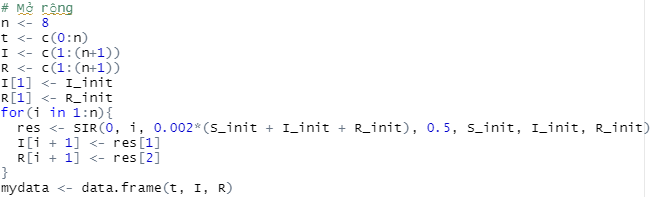 # Mở rộng
n <- 8
t <- c(0:n)
I <- c(1:(n+1))
R <- c(1:(n+1))
I[1] <- I_init
R[1] <- R_init
for(i in 1:n){
  res <- SIR(0, i, 0.002*(S_init + I_init + R_init), 0.5, S_init, I_init, R_init)
  I[i + 1] <- res[1]
  R[i + 1] <- res[2]
}
mydata <- data.frame(t, I, R)